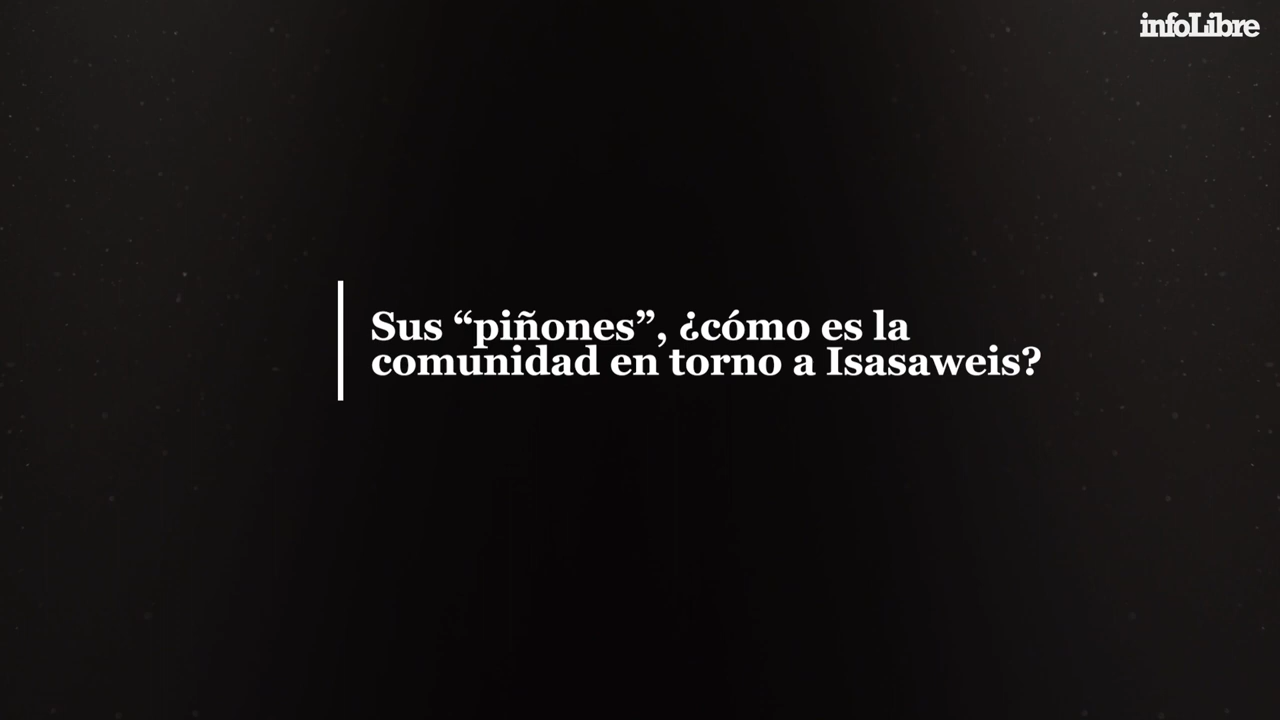 infoLibre
Sus “piñones”, ¿cómo es la
comunidad en torno a Isasaweis?